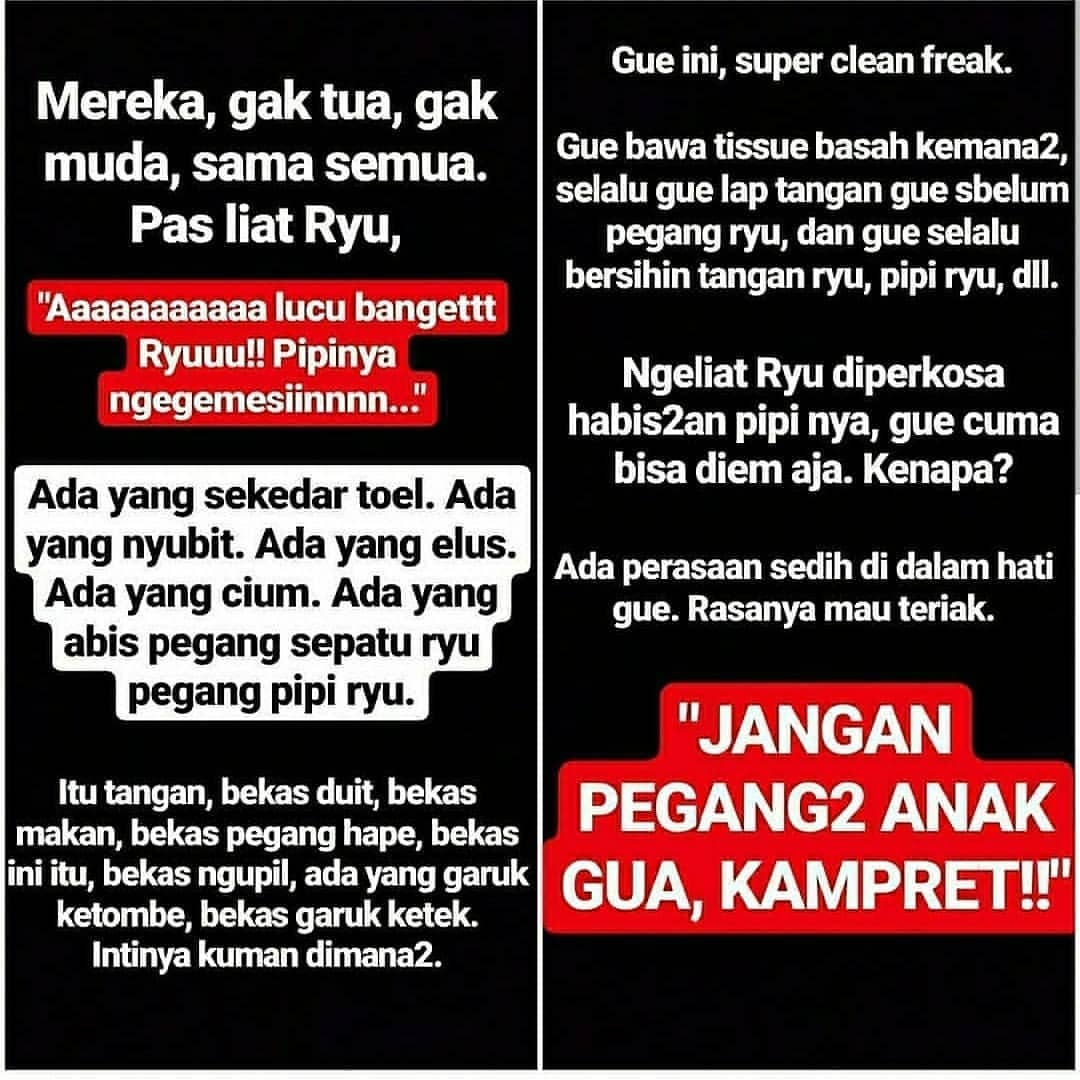 Mereka, gak tua, gak
muda, sama semua.
Pas liat Ryu,
"Aaaaaaaaaaa lucu bangettt
Ryuuu!! Pipinya
ngegemesiinnnn..."
Ada yang sekedar toel. Ada
yang nyubit. Ada yang elus.
Ada yang cium. Ada yang
abis pegang sepatu ryu
pegang pipi ryu.
Itu tangan, bekas duit, bekas
makan, bekas pegang hape, bekas
ini itu, bekas ngupil, ada yang garuk
ketombe, bekas garuk ketek.
Intinya kuman dimana2.
Gue ini, super clean freak.
Gue bawa tissue basah kemana2,
selalu gue lap tangan gue sbelum
pegang ryu, dan gue selalu
bersihin tangan ryu, pipi ryu, dll.
Ngeliat Ryu diperkosa
habis2an pipi nya, gue cuma
bisa diem aja. Kenapa?
Ada perasaan sedih di dalam hati
gue. Rasanya mau teriak.
"JANGAN
PEGANG2 ANAK
GUA, KAMPRET!!"